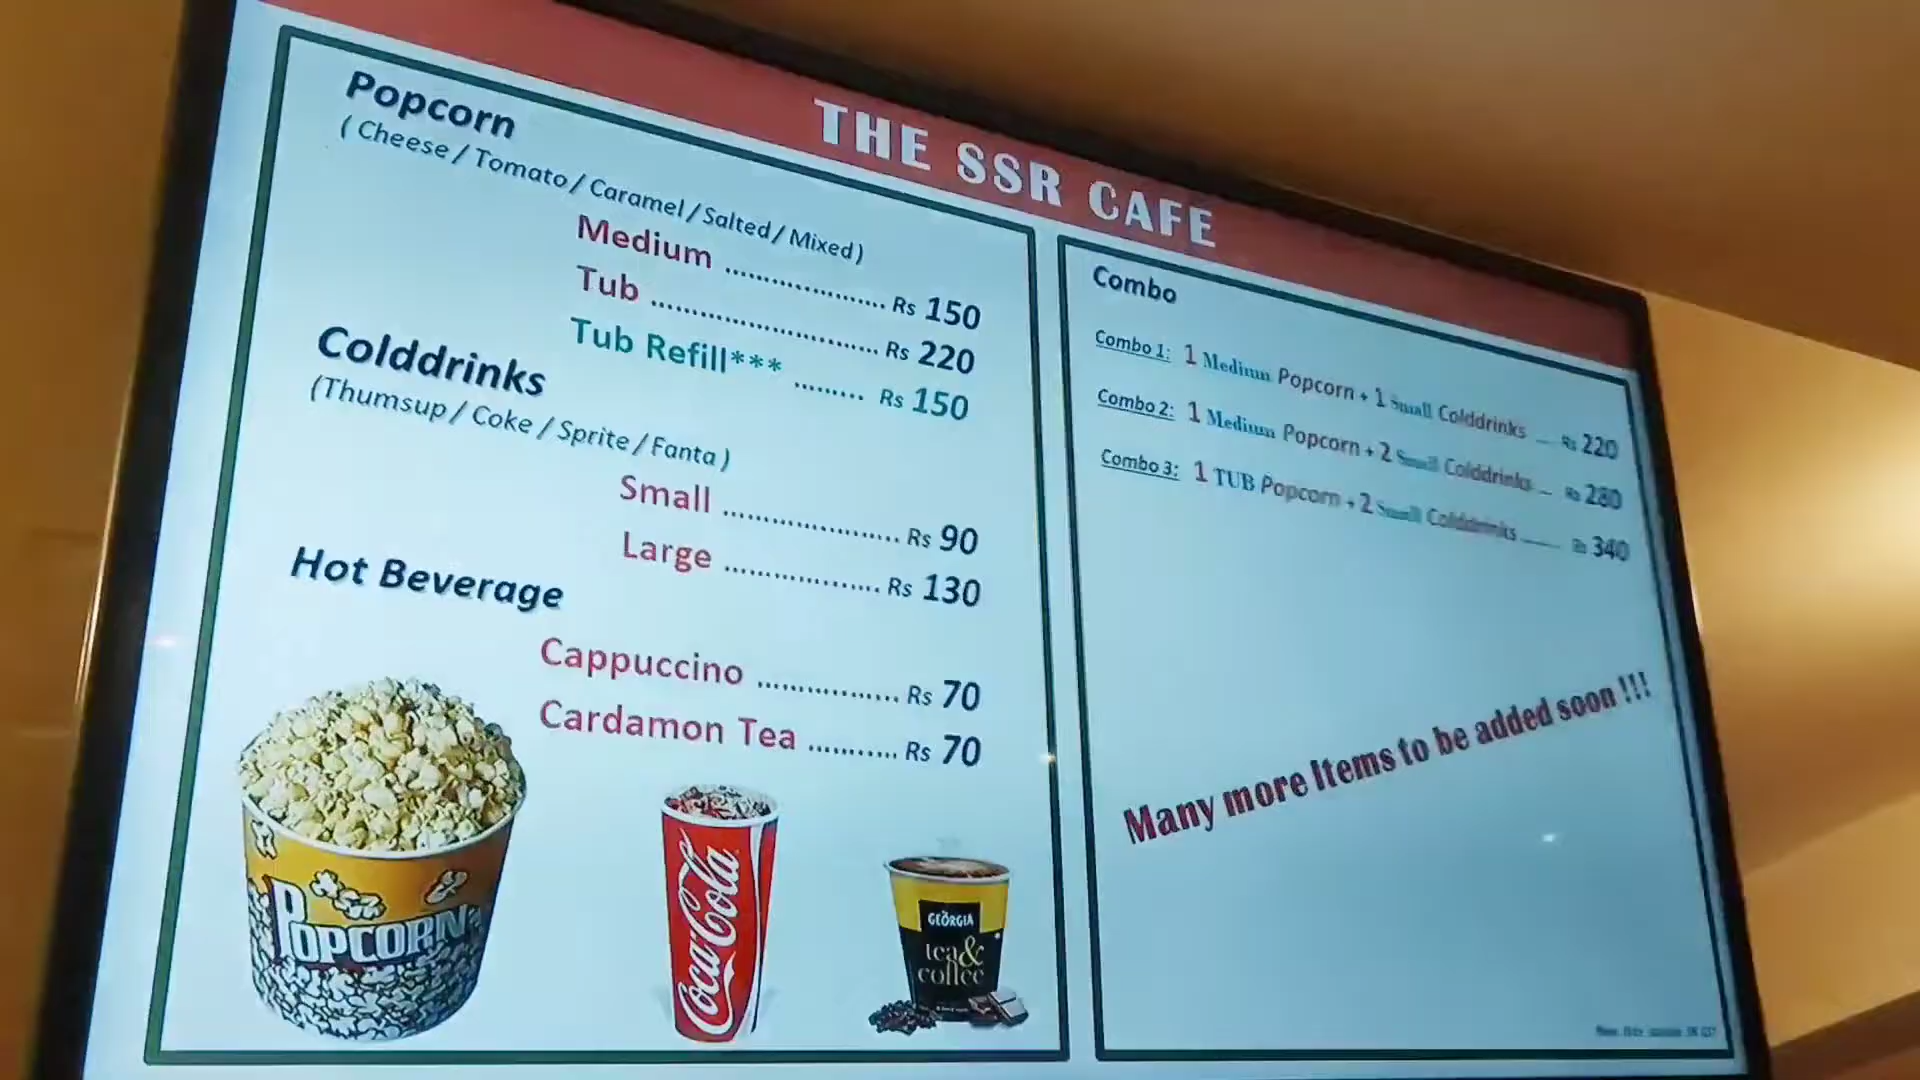 THE SSR CAFE
Popcorn
( Cheese / Tomato / Caramel / Salted / Mixed )
Medium ...................... Rs 150
Tub ............................ Rs 220
Tub Refill*** ......... Rs 150
Colddrinks
(Thumsup / Coke / Sprite / Fanta )
Small ...................... Rs 90
Large ................... Rs 130
Hot Beverage
Cappuccino ................. Rs 70
Cardamon Tea ........... Rs 70
POPCORN
Coca-Cola
GEORGIA
tea &
coffee
Combo
Combo 1: 1 Medium Popcorn + 1 Small Colddrinks ... Rs 220
Combo 2: 1 Medium Popcorn + 2 Small Colddrinks ... Rs 280
Combo 3: 1 TUB Popcorn + 2 Small Colddrinks ...... Rs 340
Many more Items to be added soon !!!